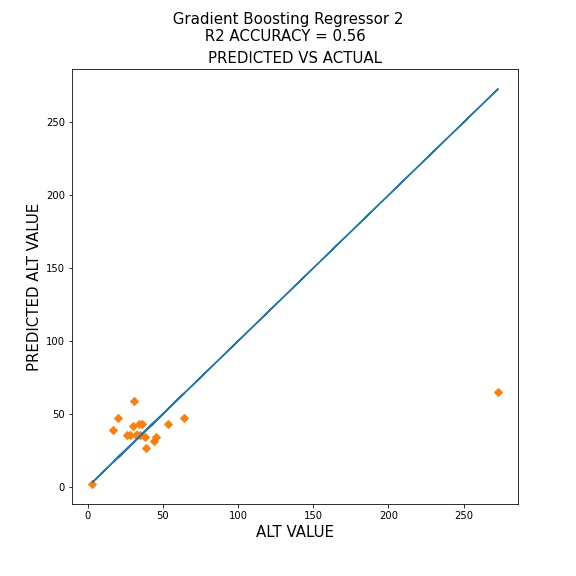 Gradient Boosting Regressor 2
R2 ACCURACY = 0.56
PREDICTED VS ACTUAL
PREDICTED ALT VALUE
250
200
150
100
50
0
0 50 100 150 200 250
ALT VALUE